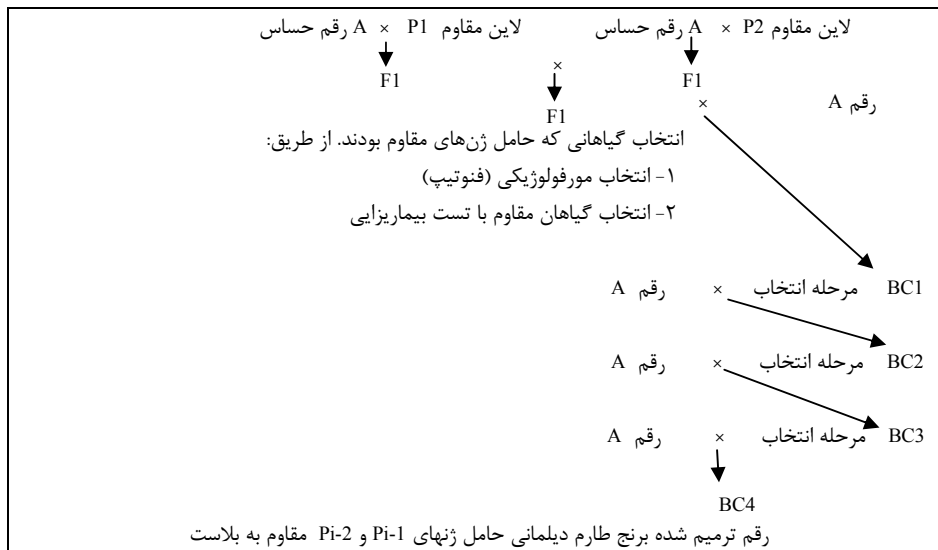 لاین مقاوم P2 × A رقم حساس لاین مقاوم P1 × A رقم حساس
F1 × F1
رقم A × F1
انتخاب گیاهانی که حامل ژن‌های مقاوم بودند. از طریق:
۱- انتخاب مورفولوژیکی (فنوتیپ)
۲- انتخاب گیاهان مقاوم با تست بیماریزایی
BC1 مرحله انتخاب × رقم A
BC2 مرحله انتخاب × رقم A
BC3 مرحله انتخاب × رقم A
BC4
رقم ترمیم شده برنج طارم دیلمانی حامل ژنهای Pi-1 و Pi-2 مقاوم به بلاست